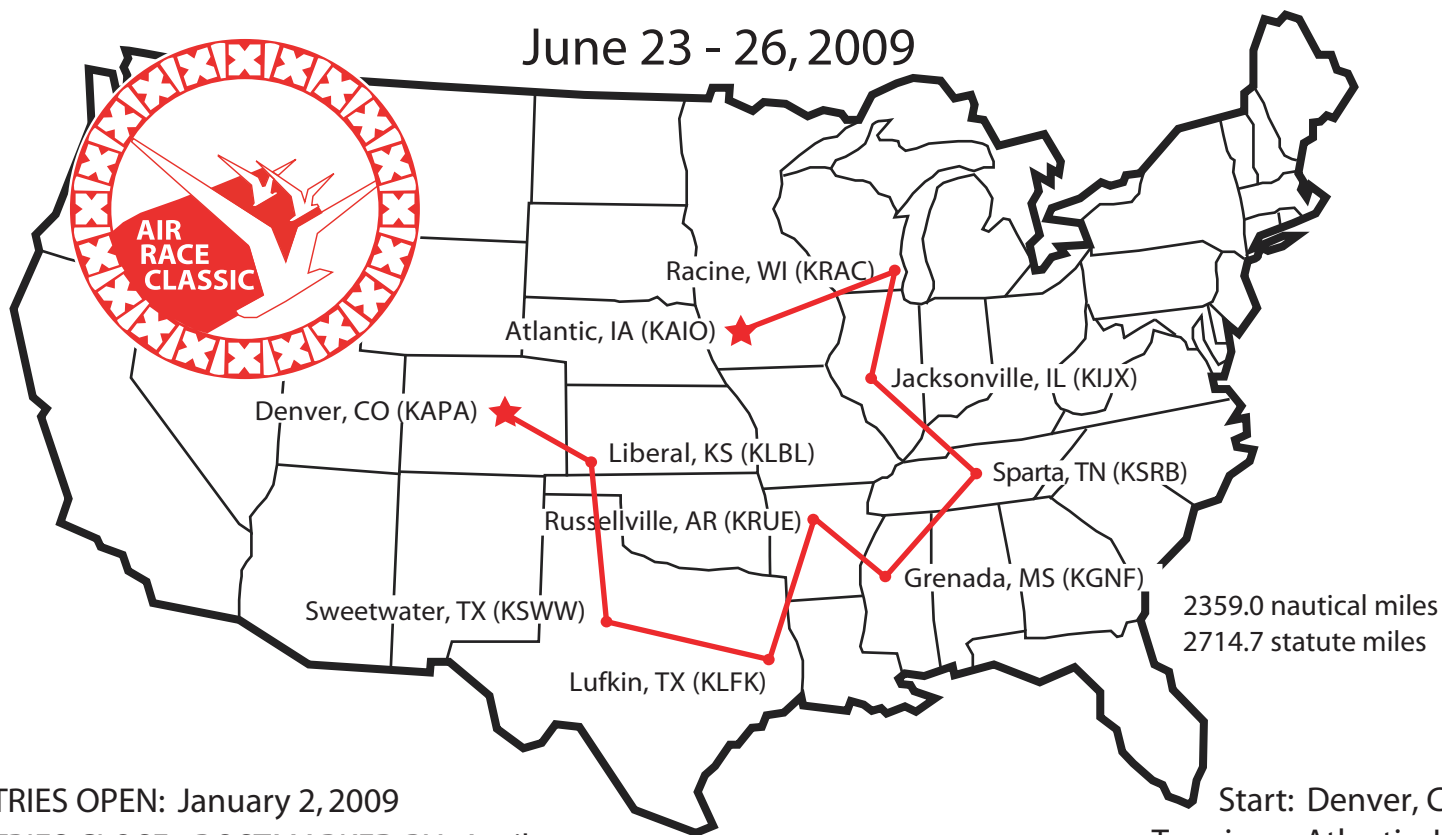 June 23 - 26, 2009
AIR
RACE
CLASSIC
Racine, WI (KRAC)
Atlantic, IA (KAIO)
Jacksonville, IL (KIJX)
Denver, CO (KAPA)
Liberal, KS (KLBL)
Sparta, TN (KSRB)
Russellville, AR (KRUE)
Grenada, MS (KGNF)
Sweetwater, TX (KSWW)
2359.0 nautical miles
2714.7 statute miles
Lufkin, TX (KLFK)
TRIES OPEN: January 2, 2009
Start: Denver, C